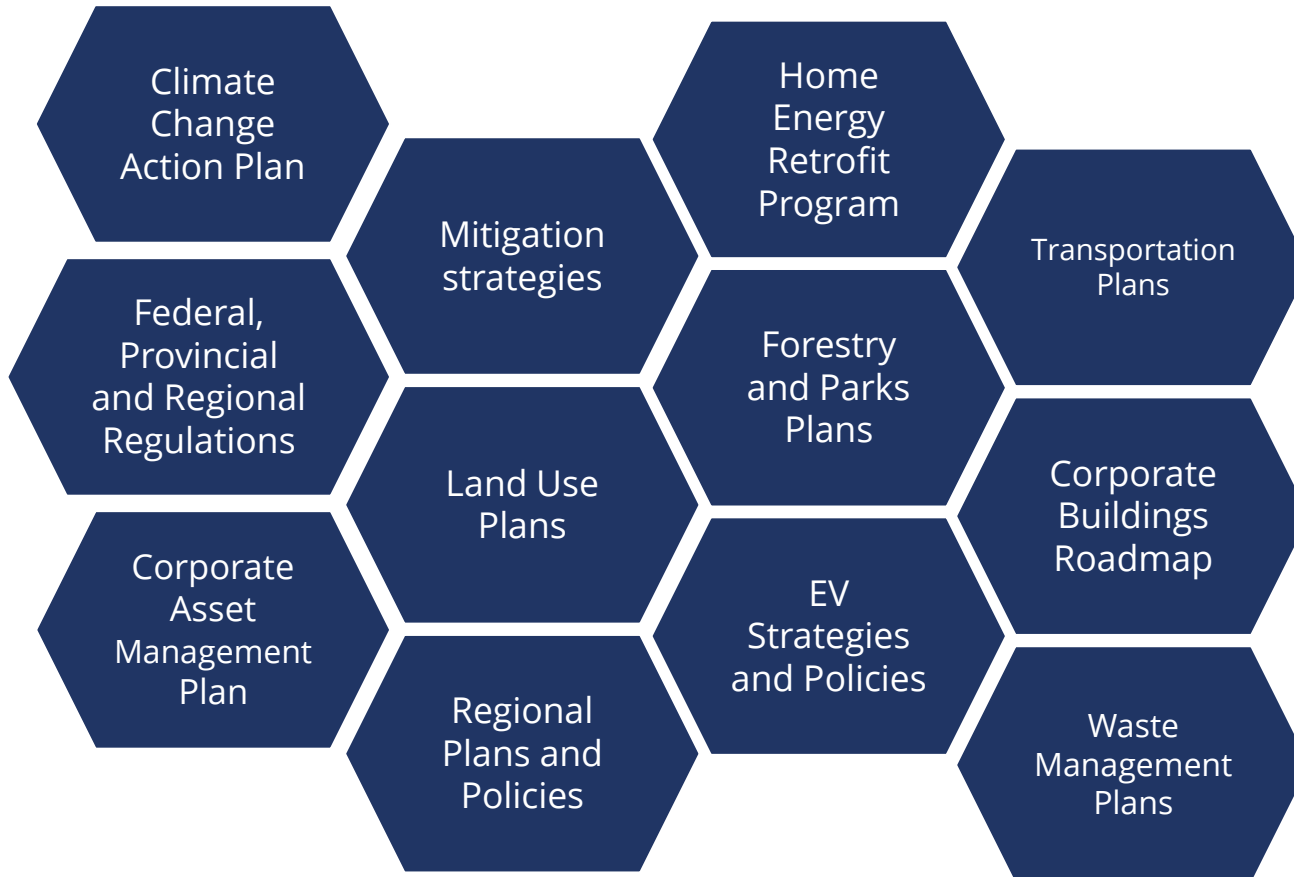 Climate
Change
Action Plan
Federal,
Provincial
and Regional
Regulations
Corporate
Asset
Management
Plan
Mitigation
strategies
Land Use
Plans
Regional
Plans and
Policies
Home
Energy
Retrofit
Program
Forestry
and Parks
Plans
EV
Strategies
and Policies
Transportation
Plans
Corporate
Buildings
Roadmap
Waste
Management
Plans